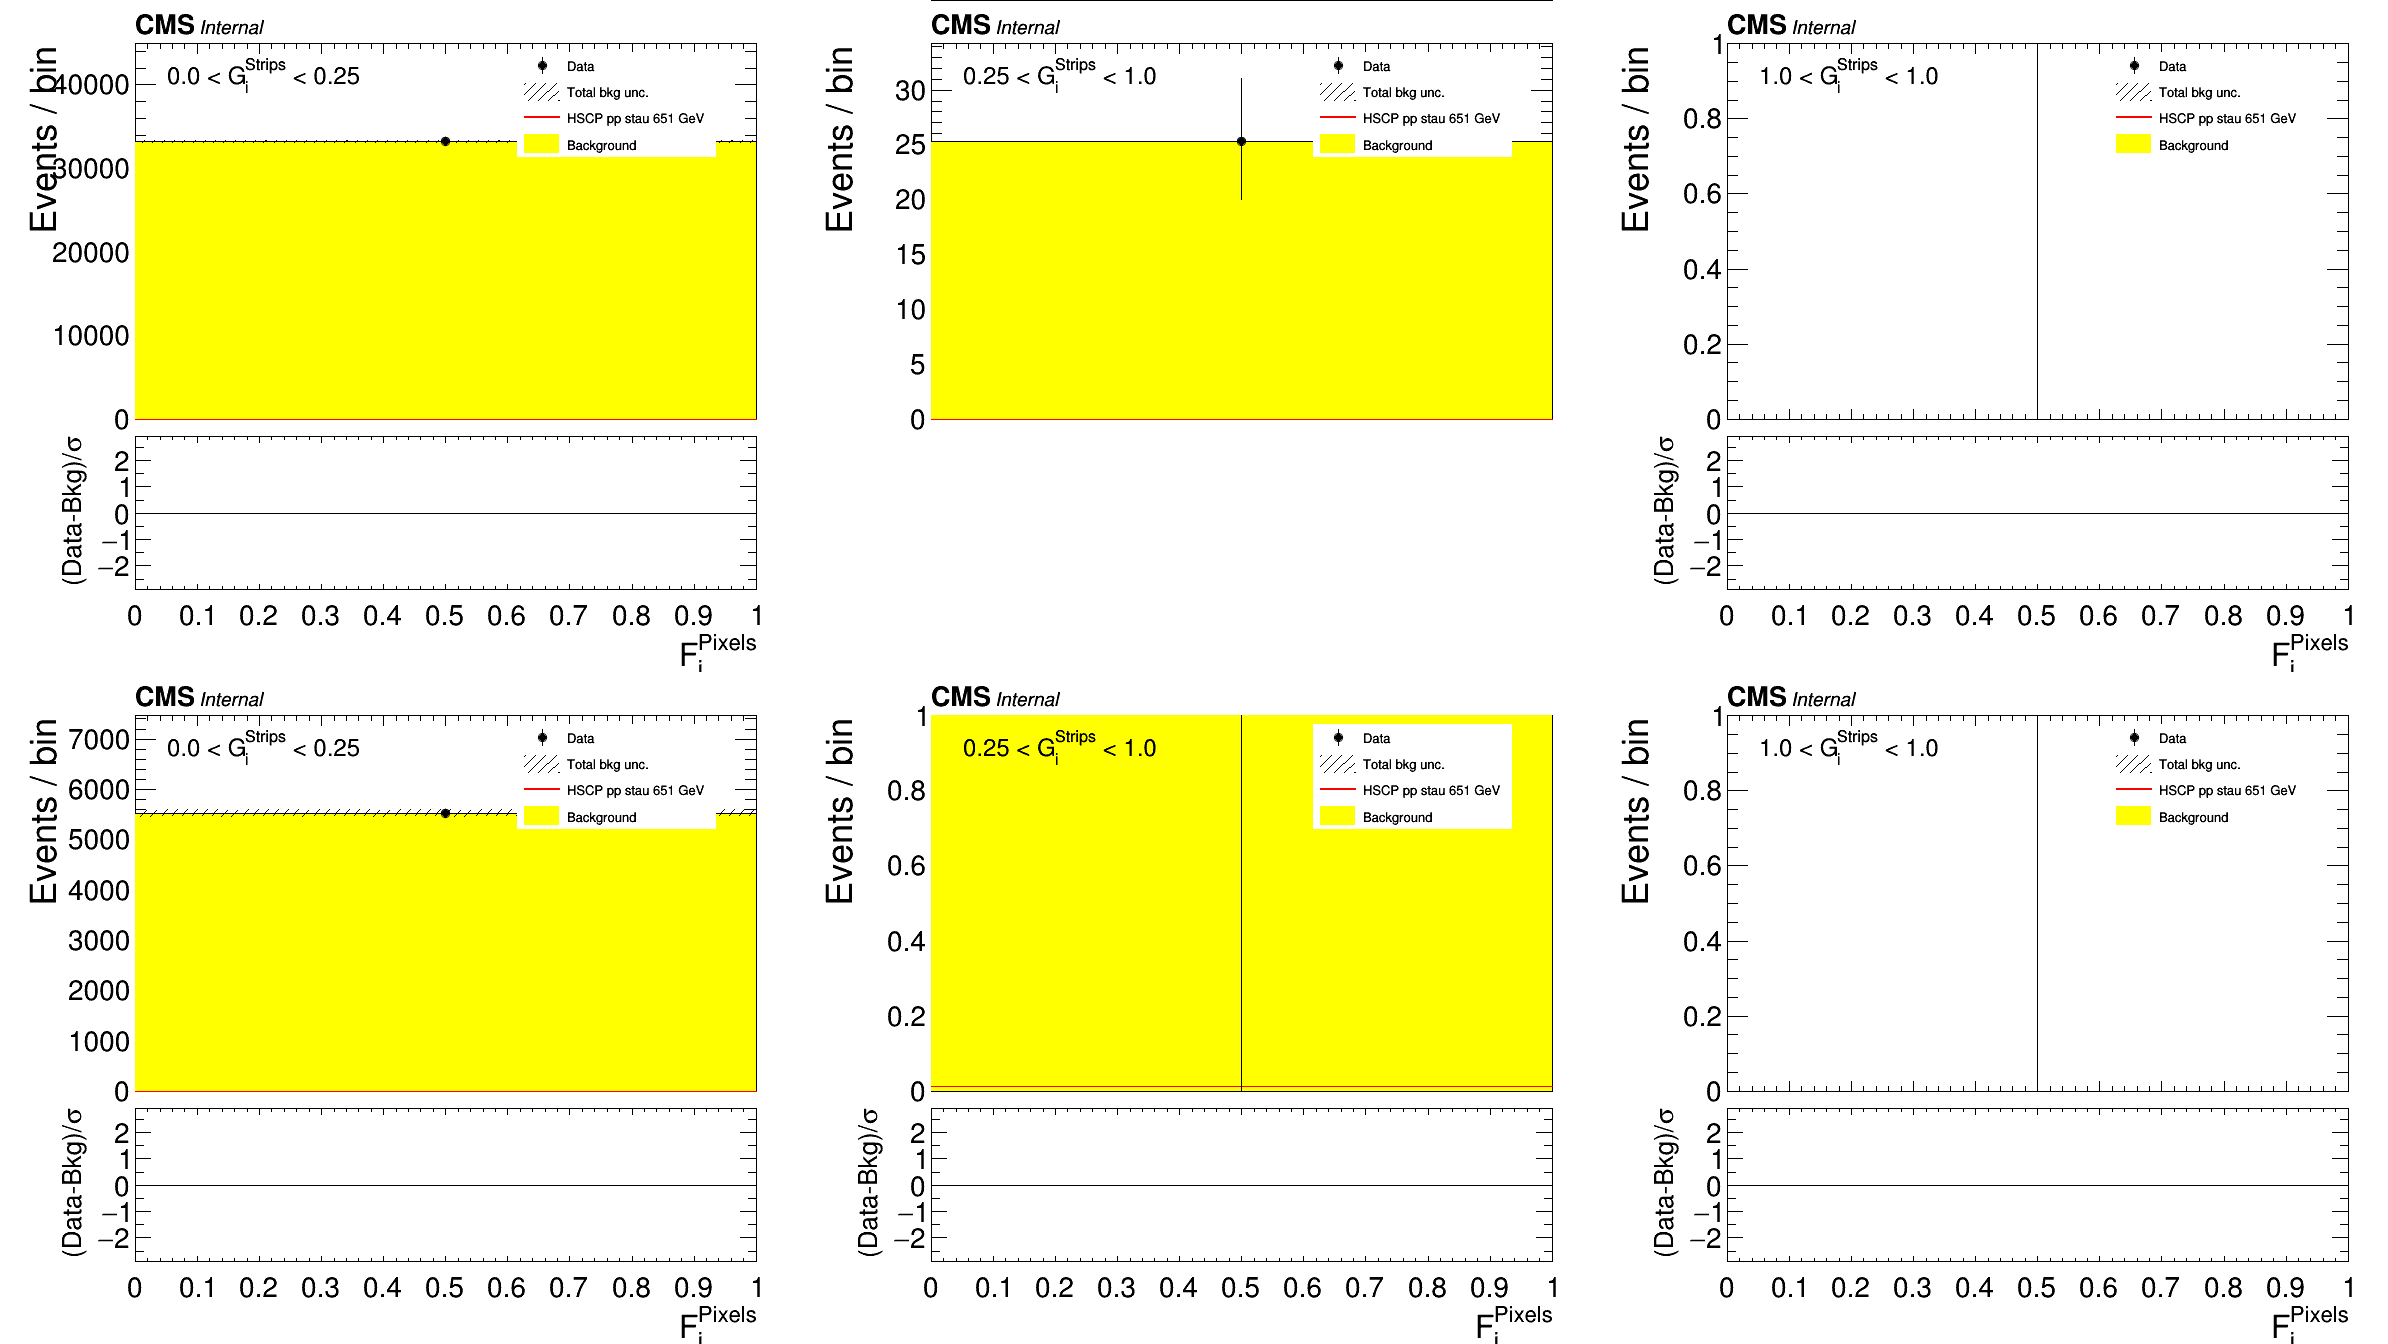 CMS Internal
Events / bin
0.0 < G_i^Strips < 0.25
Data
Total bkg unc.
HSCP pp stau 651 GeV
Background
40000
30000
20000
10000
0
(Data-Bkg)/σ
2
1
0
−1
−2
0 0.1 0.2 0.3 0.4 0.5 0.6 0.7 0.8 0.9 1
F_i^Pixels
CMS Internal
Events / bin
0.25 < G_i^Strips < 1.0
Data
Total bkg unc.
HSCP pp stau 651 GeV
Background
30
25
20
15
10
5
0
CMS Internal
Events / bin
1.0 < G_i^Strips < 1.0
Data
Total bkg unc.
HSCP pp stau 651 GeV
Background
1
0.8
0.6
0.4
0.2
0
(Data-Bkg)/σ
2
1
0
−1
−2
0 0.1 0.2 0.3 0.4 0.5 0.6 0.7 0.8 0.9 1
F_i^Pixels
CMS Internal
Events / bin
0.0 < G_i^Strips < 0.25
Data
Total bkg unc.
HSCP pp stau 651 GeV
Background
7000
6000
5000
4000
3000
2000
1000
0
(Data-Bkg)/σ
2
1
0
−1
−2
0 0.1 0.2 0.3 0.4 0.5 0.6 0.7 0.8 0.9 1
F_i^Pixels
CMS Internal
Events / bin
0.25 < G_i^Strips < 1.0
Data
Total bkg unc.
HSCP pp stau 651 GeV
Background
1
0.8
0.6
0.4
0.2
0
(Data-Bkg)/σ
2
1
0
−1
−2
0 0.1 0.2 0.3 0.4 0.5 0.6 0.7 0.8 0.9 1
F_i^Pixels
CMS Internal
Events / bin
1.0 < G_i^Strips < 1.0
Data
Total bkg unc.
HSCP pp stau 651 GeV
Background
1
0.8
0.6
0.4
0.2
0
(Data-Bkg)/σ
2
1
0
−1
−2
0 0.1 0.2 0.3 0.4 0.5 0.6 0.7 0.8 0.9 1
F_i^Pixels